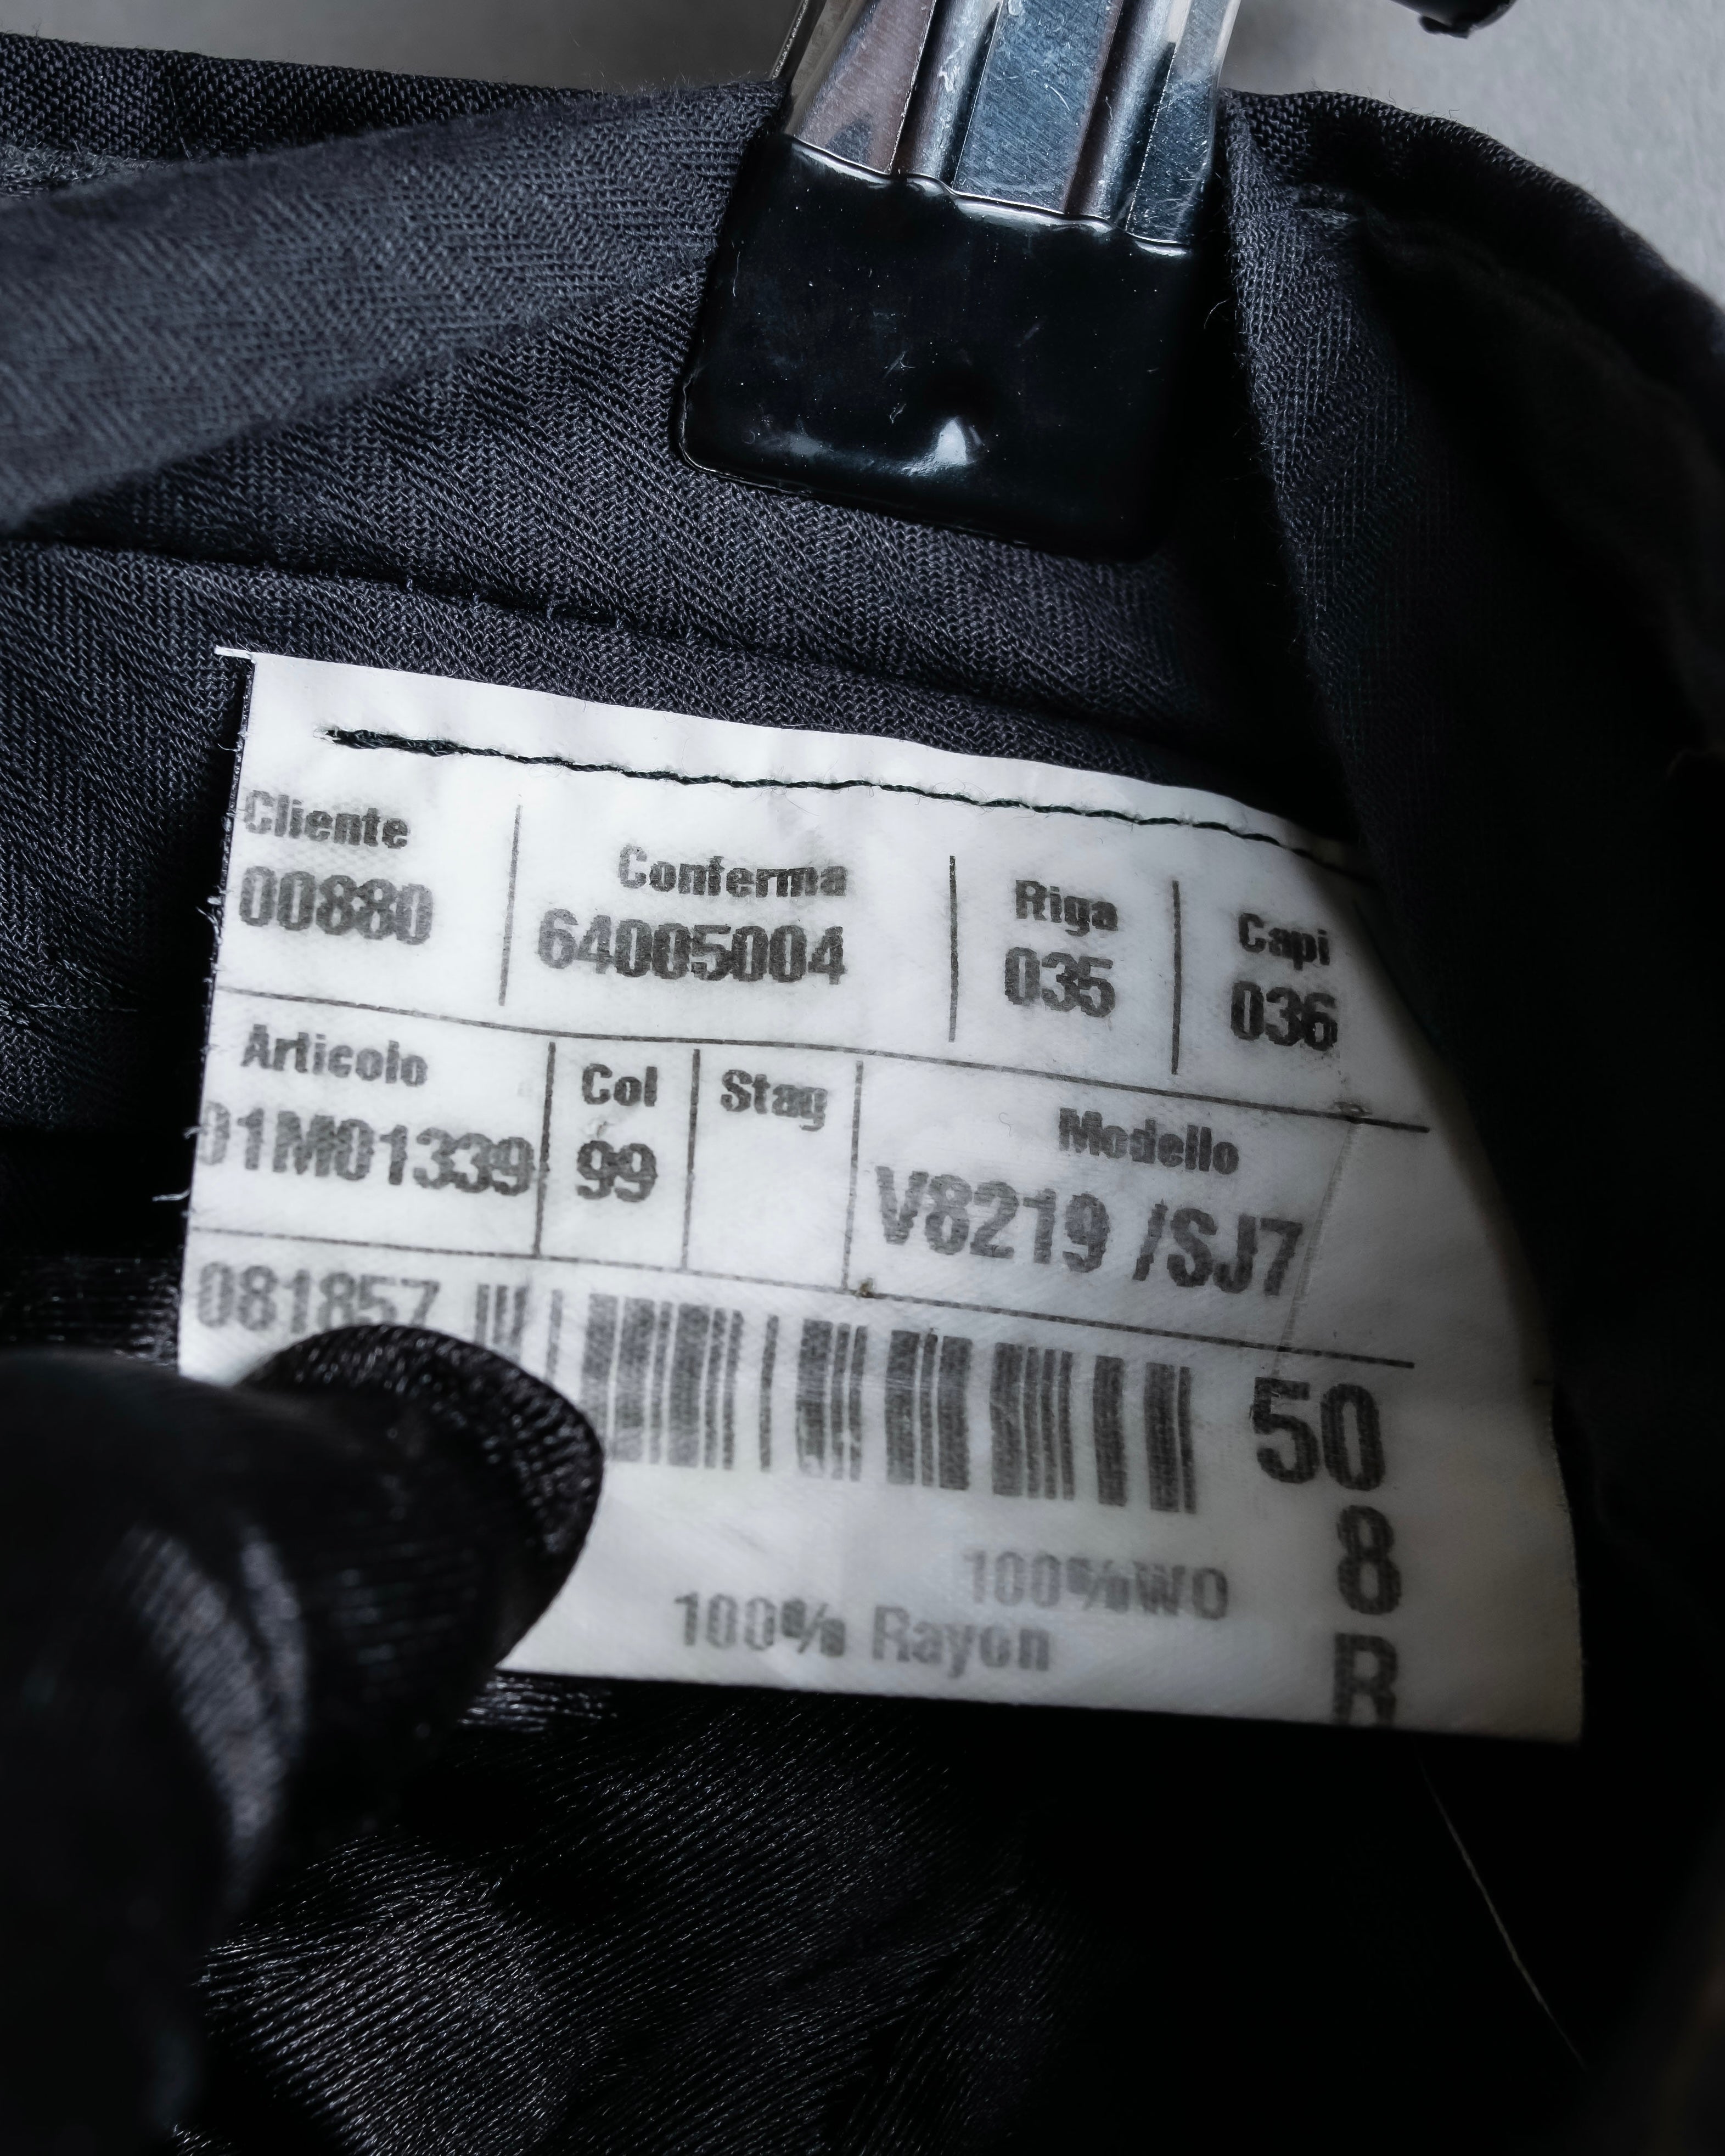 Cliente Conferma Riga Capi
00880 64005004 035 036
Articolo Col Stag Modello
01M01339 99 V8219 /SJ7
081857
50
8
100%WO
100% Rayon
R